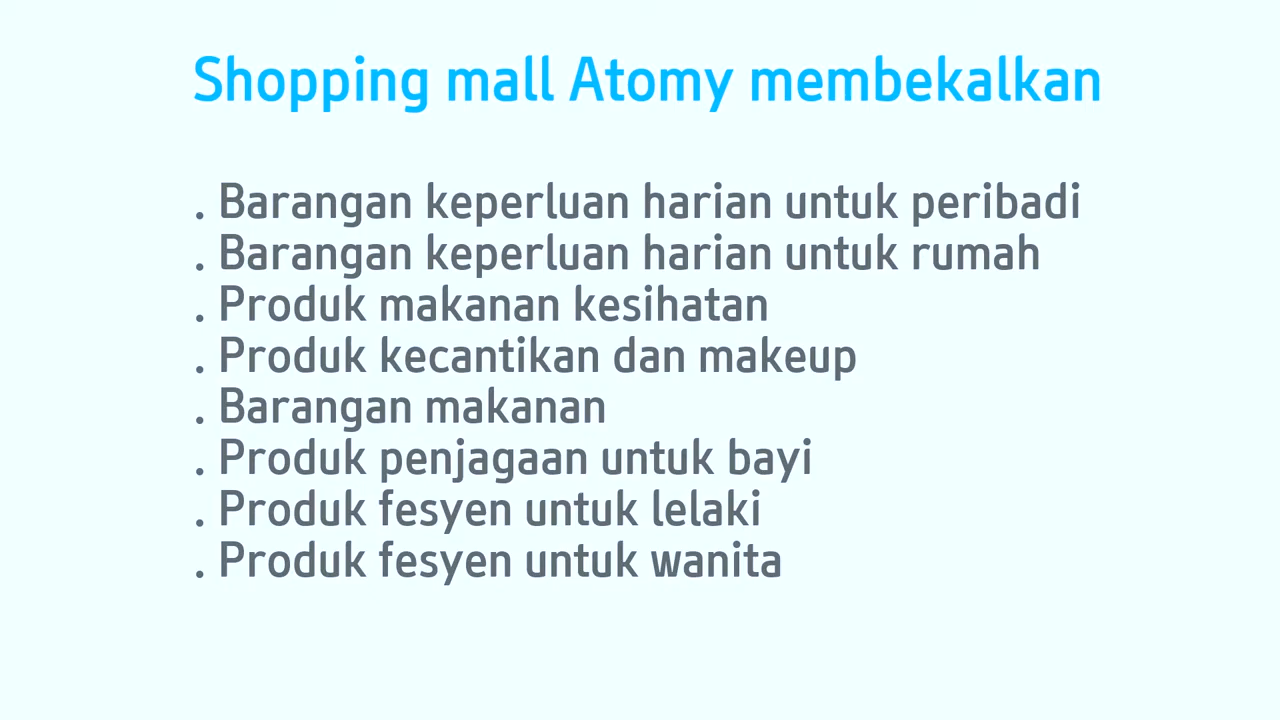 Shopping mall Atomy membekalkan
. Barangan keperluan harian untuk peribadi
. Barangan keperluan harian untuk rumah
. Produk makanan kesihatan
. Produk kecantikan dan makeup
. Barangan makanan
. Produk penjagaan untuk bayi
. Produk fesyen untuk lelaki
. Produk fesyen untuk wanita